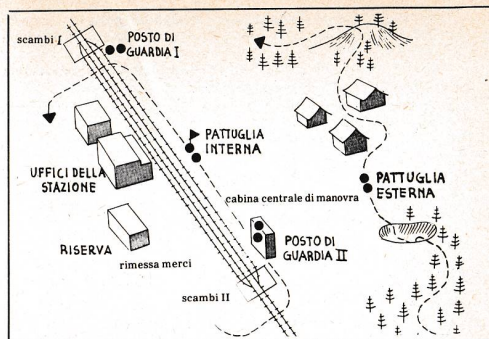 scambi I
POSTO DI
GUARDIA I
PATTUGLIA
INTERNA
UFFICI DELLA
STAZIONE
PATTUGLIA
ESTERNA
cabina centrale di manovra
RISERVA
rimessa merci
POSTO DI
GUARDIA II
scambi II